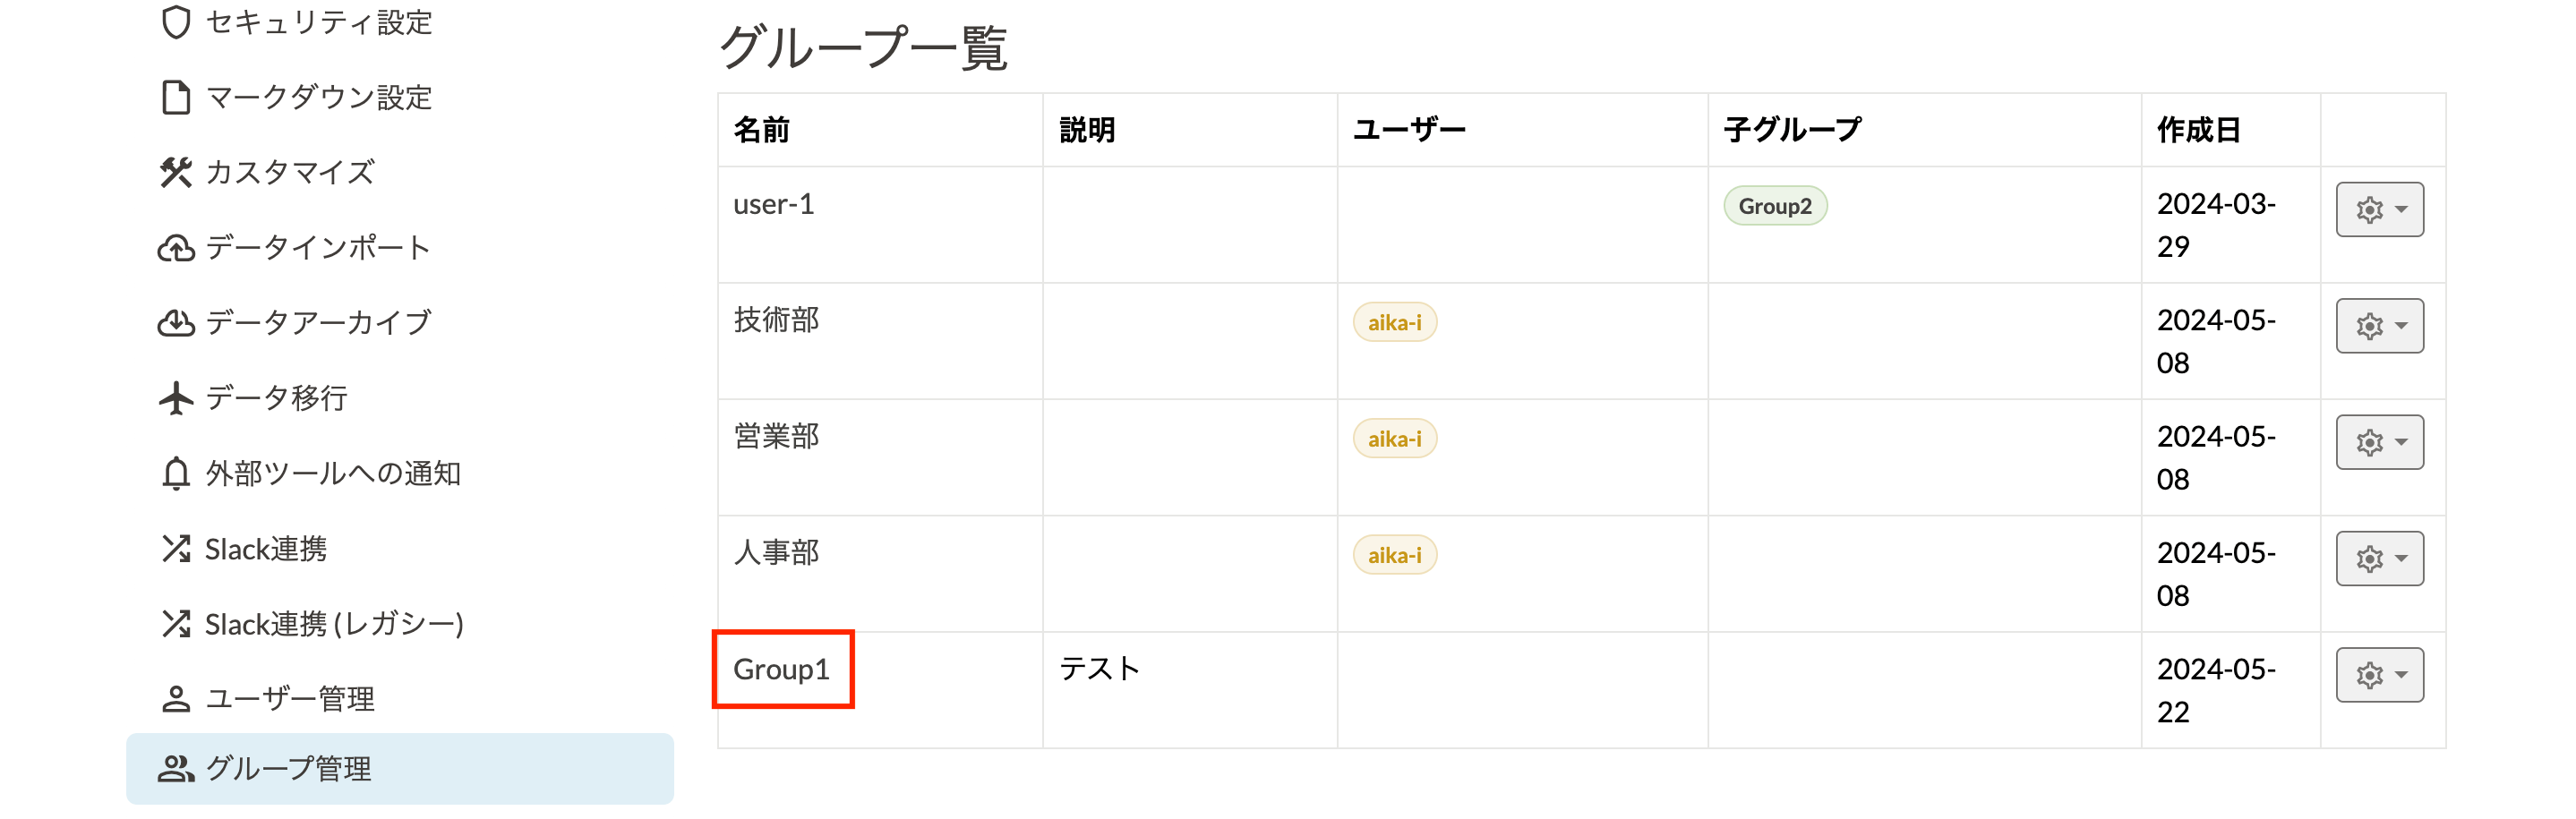 セキュリティ設定
マークダウン設定
カスタマイズ
データインポート
データアーカイブ
データ移行
外部ツールへの通知
Slack連携
Slack連携 (レガシー)
ユーザー管理
グループ管理
グループ一覧
名前 説明 ユーザー 子グループ 作成日
user-1 Group2 2024-03-
29
技術部 aika-i 2024-05-
08
営業部 aika-i 2024-05-
08
人事部 aika-i 2024-05-
08
Group1 テスト 2024-05-
22